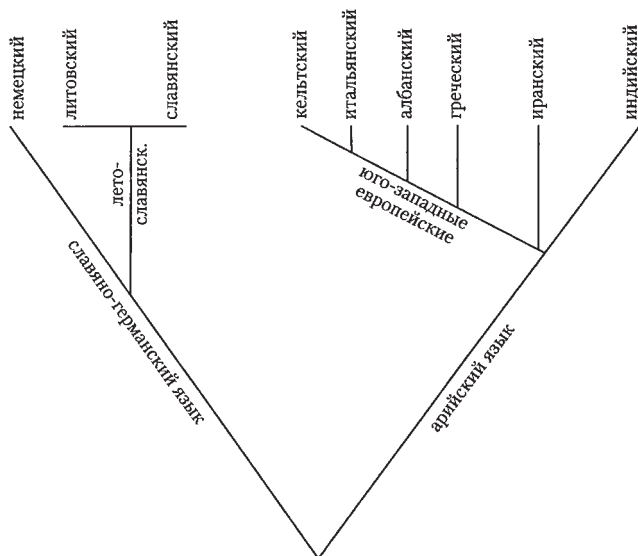 немецкий
литовский
славянский
кельтский
итальянский
албанский
греческий
иранский
индийский
лето-
славянск.
юго-западные
европейские
славяно-германский язык
арийский язык